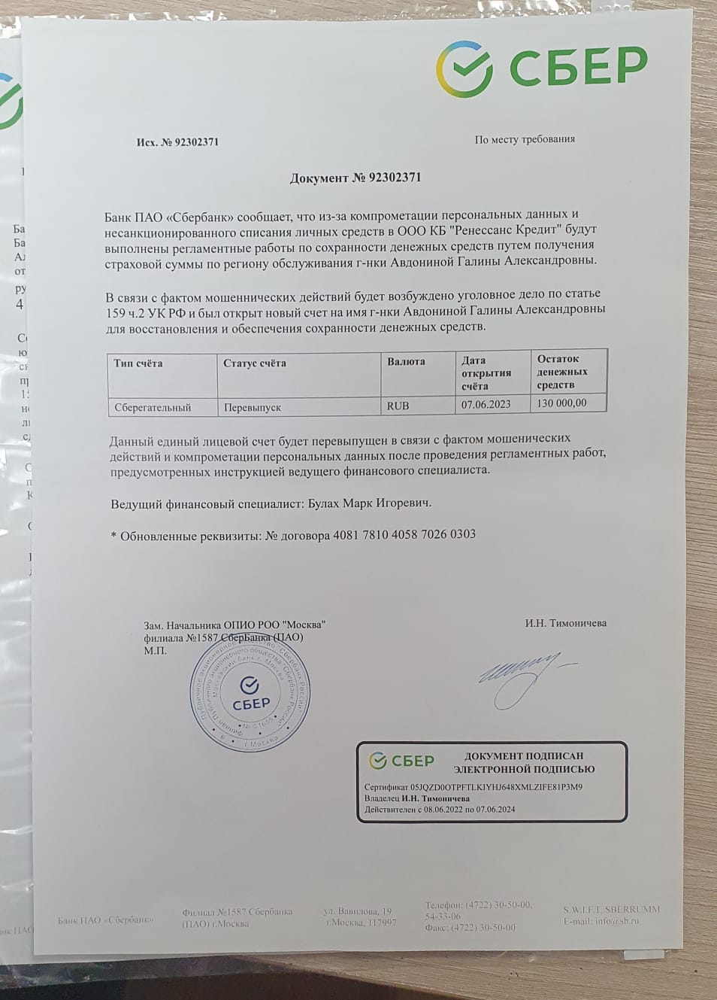 СБЕР
Исх. № 92302371
По месту требования
Документ № 92302371
Банк ПАО «Сбербанк» сообщает, что из-за компрометации персональных данных и
несанкционированного списания личных средств в ООО КБ "Ренессанс Кредит" будут
выполнены регламентные работы по сохранности денежных средств путем получения
страховой суммы по региону обслуживания г-нки Авдониной Галины Александровны.
В связи с фактом мошеннических действий будет возбуждено уголовное дело по статье
159 ч.2 УК РФ и был открыт новый счет на имя г-нки Авдониной Галины Александровны
для восстановления и обеспечения сохранности денежных средств.
Тип счёта Статус счёта Валюта Дата открытия счёта Остаток денежных средств
Сберегательный Перевыпуск RUB 07.06.2023 130 000,00
Данный единый лицевой счет будет перевыпущен в связи с фактом мошенических
действий и компрометации персональных данных после проведения регламентных работ,
предусмотренных инструкцией ведущего финансового специалиста.
Ведущий финансовый специалист: Булах Марк Игоревич.
* Обновленные реквизиты: № договора 4081 7810 4058 7026 0303
Зам. Начальника ОПИО РОО "Москва"
филиала №1587 СберБанка (ПАО)
М.П.
И.Н. Тимоничева
СБЕР
СБЕР
ДОКУМЕНТ ПОДПИСАН
ЭЛЕКТРОННОЙ ПОДПИСЬЮ
Сертификат 05JQZD0OTPFTLKIYHJ648XMLZIFE81P3M9
Владелец И.Н. Тимоничева
Действителен с 08.06.2022 по 07.06.2024
Банк ПАО «Сбербанк»
Филиал №1587 Сбербанка
(ПАО) г.Москва
ул. Вавилова, 19
г.Москва, 117997
Телефон: (4722) 30-50-00,
54-33-06
Факс: (4722) 30-50-00
S.W.I.F.T.:SBERRUMM
E-mail: info@sb.ru